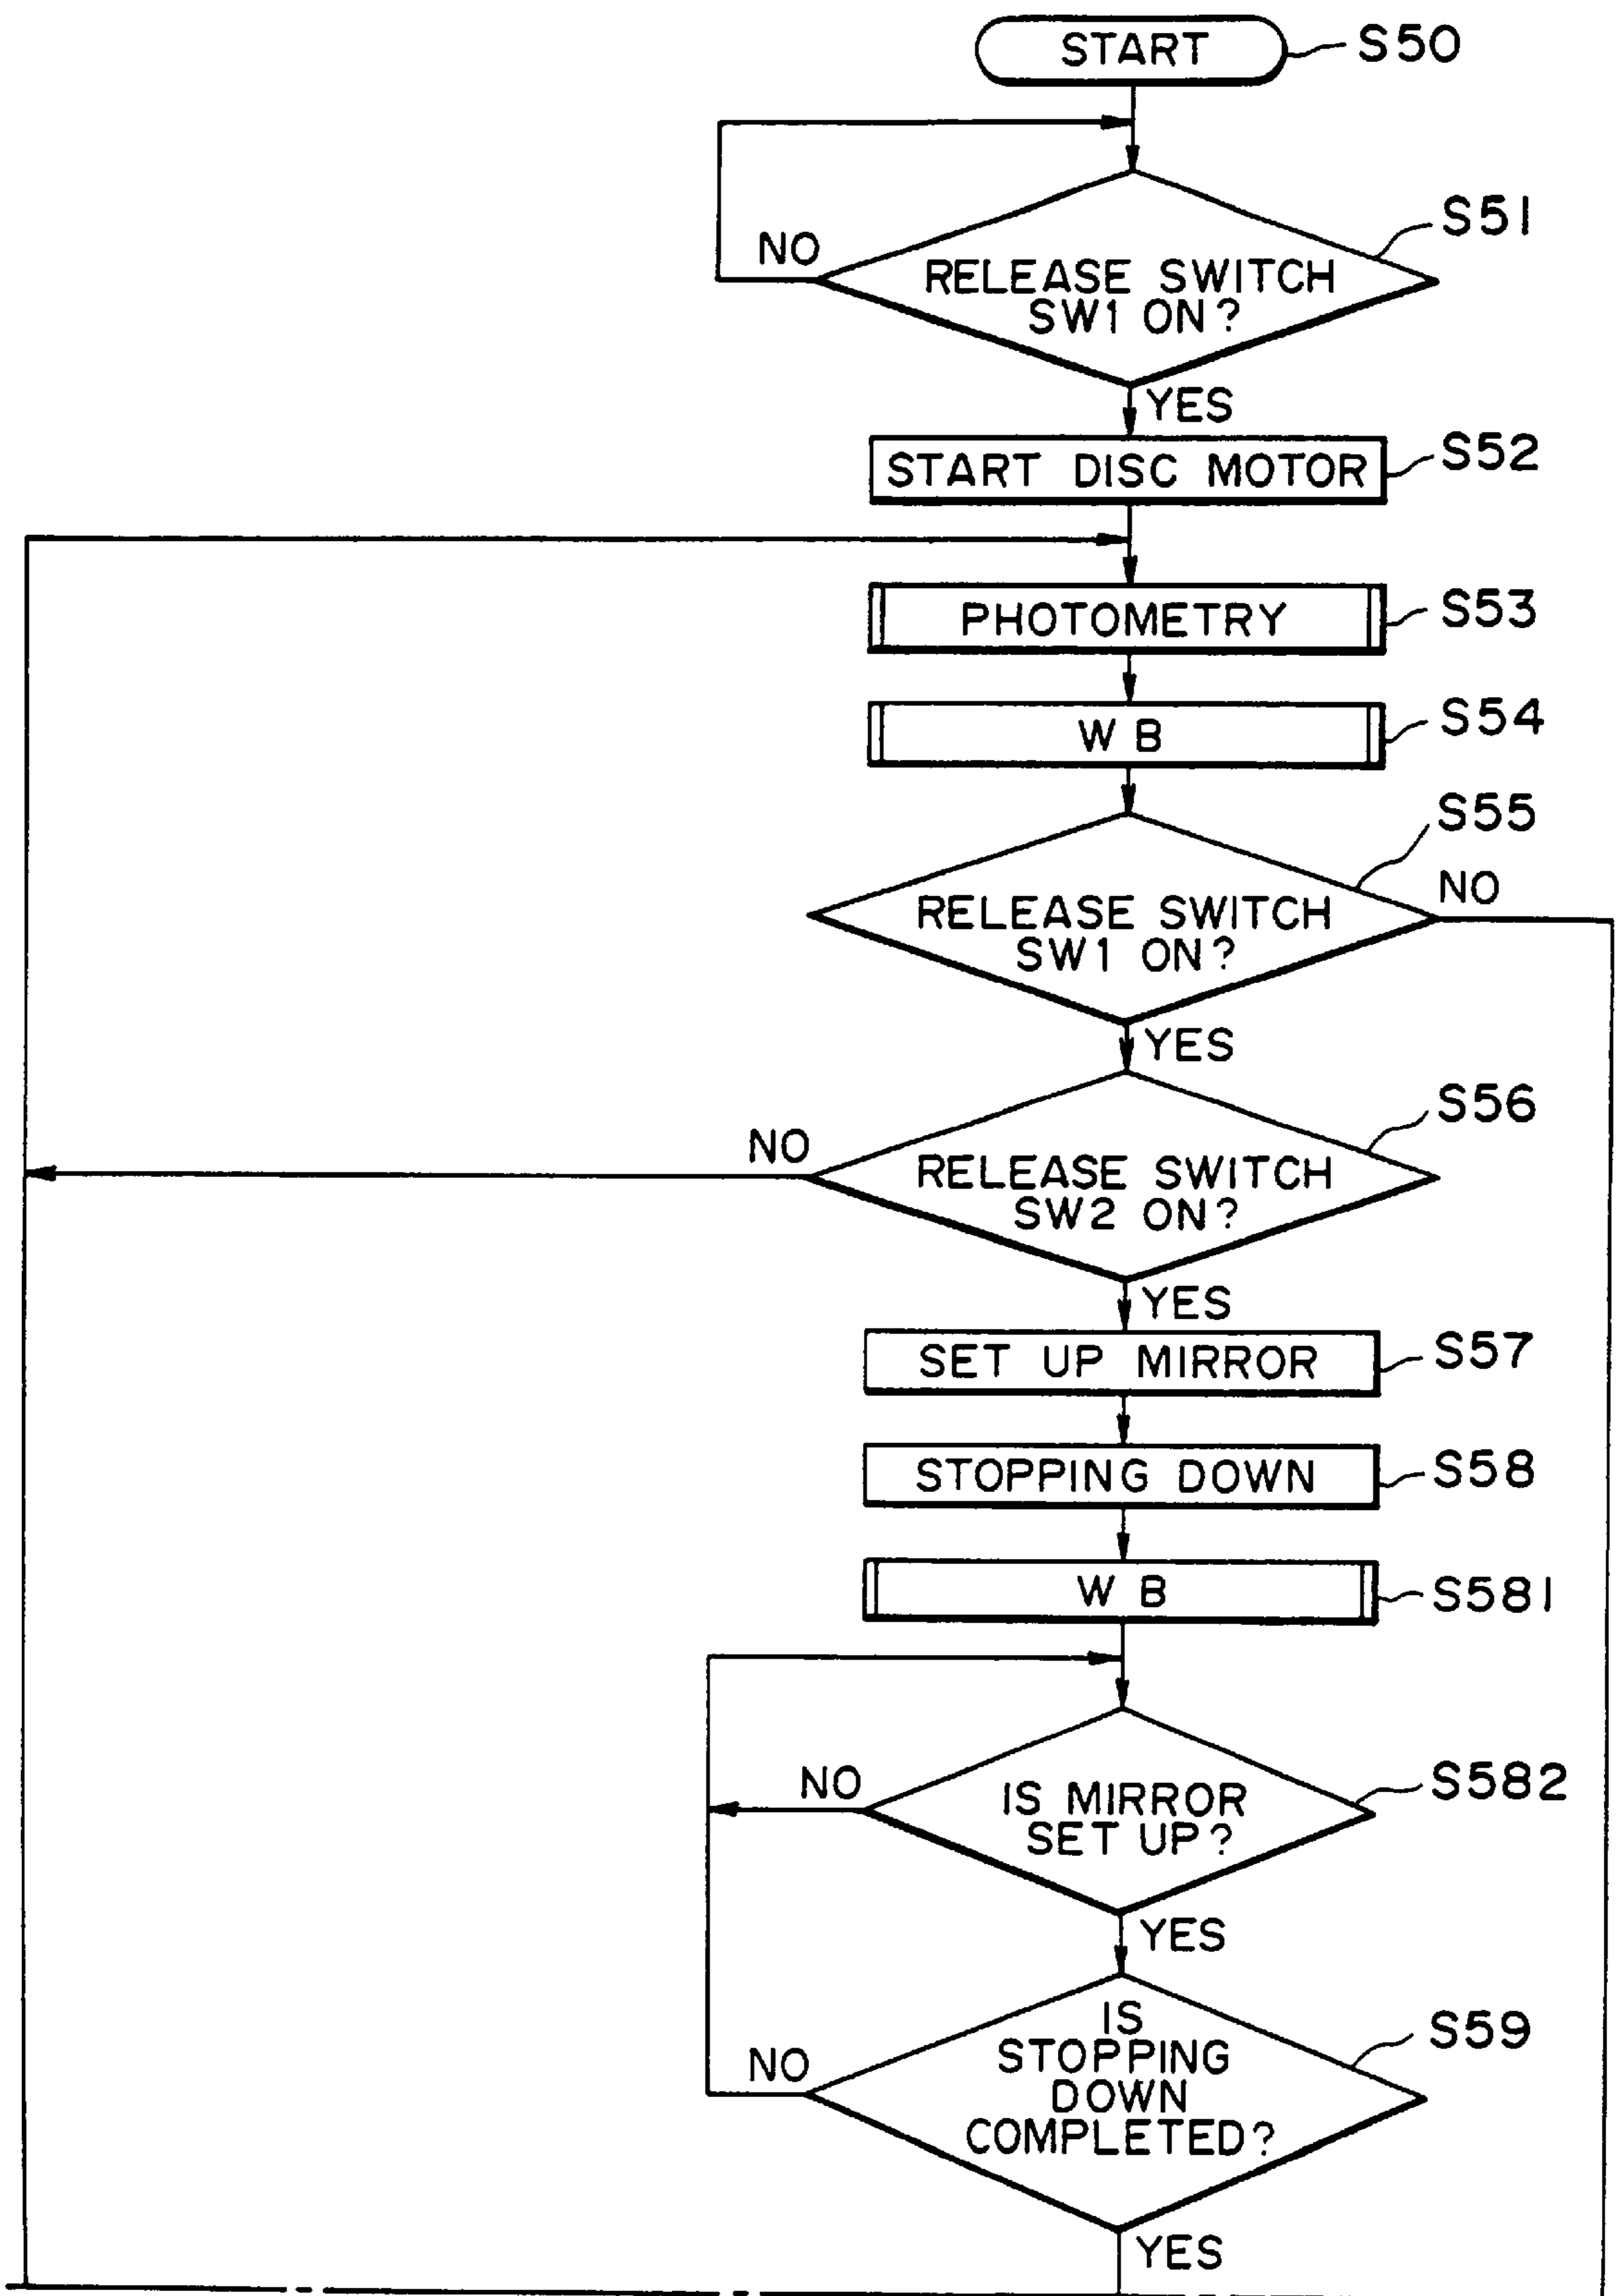 START
S50
S51
NO
RELEASE SWITCH
SW1 ON?
YES
START DISC MOTOR
S52
PHOTOMETRY
S53
WB
S54
S55
NO
RELEASE SWITCH
SW1 ON?
YES
S56
NO
RELEASE SWITCH
SW2 ON?
YES
SET UP MIRROR
S57
STOPPING DOWN
S58
WB
S581
NO
IS MIRROR
SET UP?
S582
YES
IS
STOPPING
DOWN
COMPLETED?
S59
NO
YES